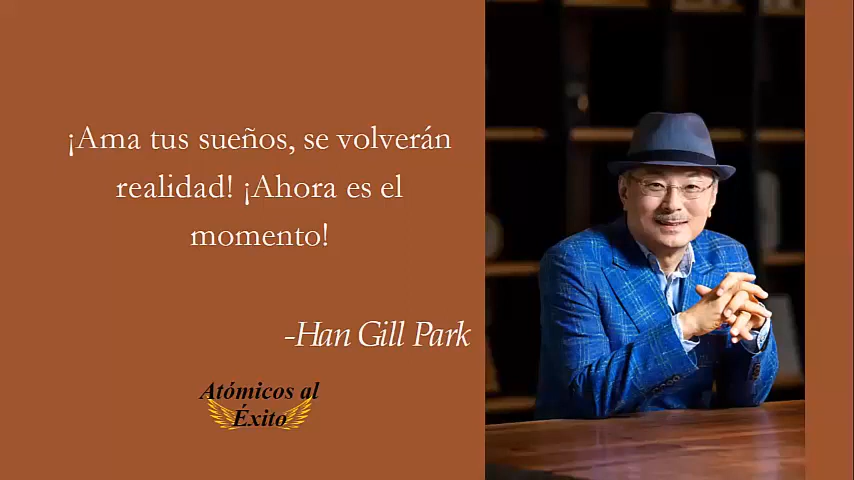 ¡Ama tus sueños, se volverán
realidad! ¡Ahora es el
momento!
-Han Gill Park
Atómicos al
Éxito